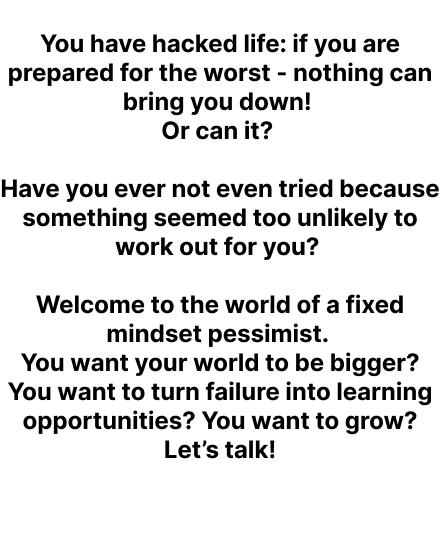 You have hacked life: if you are
prepared for the worst - nothing can
bring you down!
Or can it?
Have you ever not even tried because
something seemed too unlikely to
work out for you?
Welcome to the world of a fixed
mindset pessimist.
You want your world to be bigger?
You want to turn failure into learning
opportunities? You want to grow?
Let’s talk!